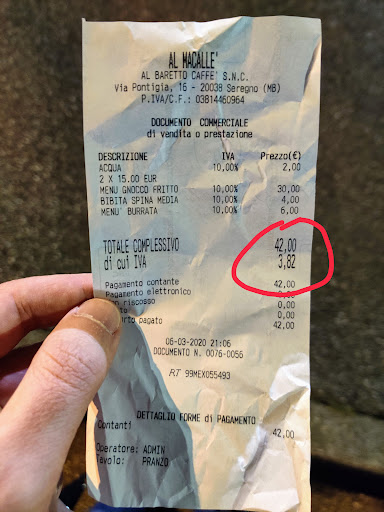 AL MACALLE'
AL BARETTO CAFFE' S.N.C.
Via Pontigia, 16 - 20038 Seregno (MB)
P.IVA/C.F.: 03814460964
DOCUMENTO COMMERCIALE
di vendita o prestazione
DESCRIZIONE IVA Prezzo(€)
ACQUA 10,00% 2,00
2 X 15.00 EUR
MENU GNOCCO FRITTO 10,00% 30,00
BIBITA SPINA MEDIA 10,00% 4,00
MENU' BURRATA 10,00% 6,00
TOTALE COMPLESSIVO 42,00
di cui IVA 3,82
Pagamento contante 42,00
Pagamento elettronico
riscosso 0,00
0,00
pagato 42,00
06-03-2020 21:06
DOCUMENTO N. 0076-0056
RT 99MEX055493
DETTAGLIO FORME di PAGAMENTO
Contanti 42,00
Operatore: ADMIN
Tavolo: PRANZO